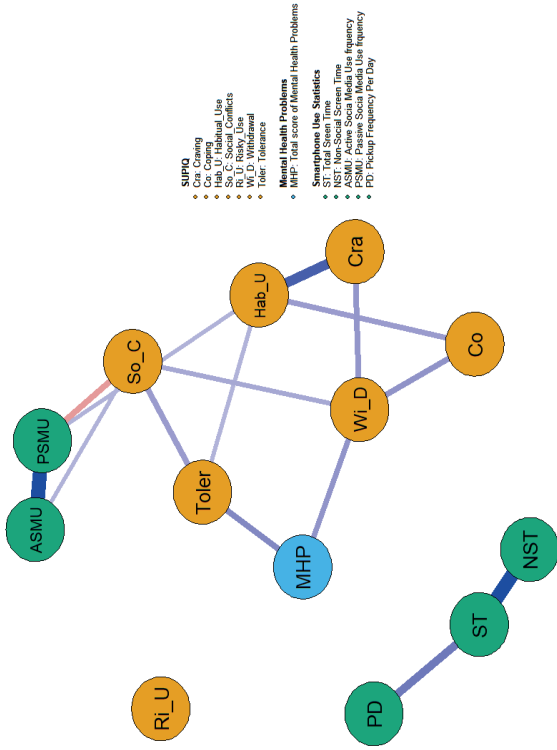 ASMU
PSMU
So_C
Ri_U
Toler
Hab_U
MHP
Cra
Wi_D
PD
Co
ST
NST
SUPIQ
Cra: Craving
Co: Coping
Hab_U: Habitual_Use
So_C: Social_Conflicts
Ri_U: Risky_Use
Wi_D: Withdrawal
Toler: Tolerance
Mental Health Problems
MHP: Total score of Mental Health Problems
Smartphone Use Statistics
ST: Total Sreen Time
NST: Non-Social Screen Time
ASMU: Active Socia Media Use frquency
PSMU: Passive Socia Media Use frquency
PD: Pickup Frequency Per Day